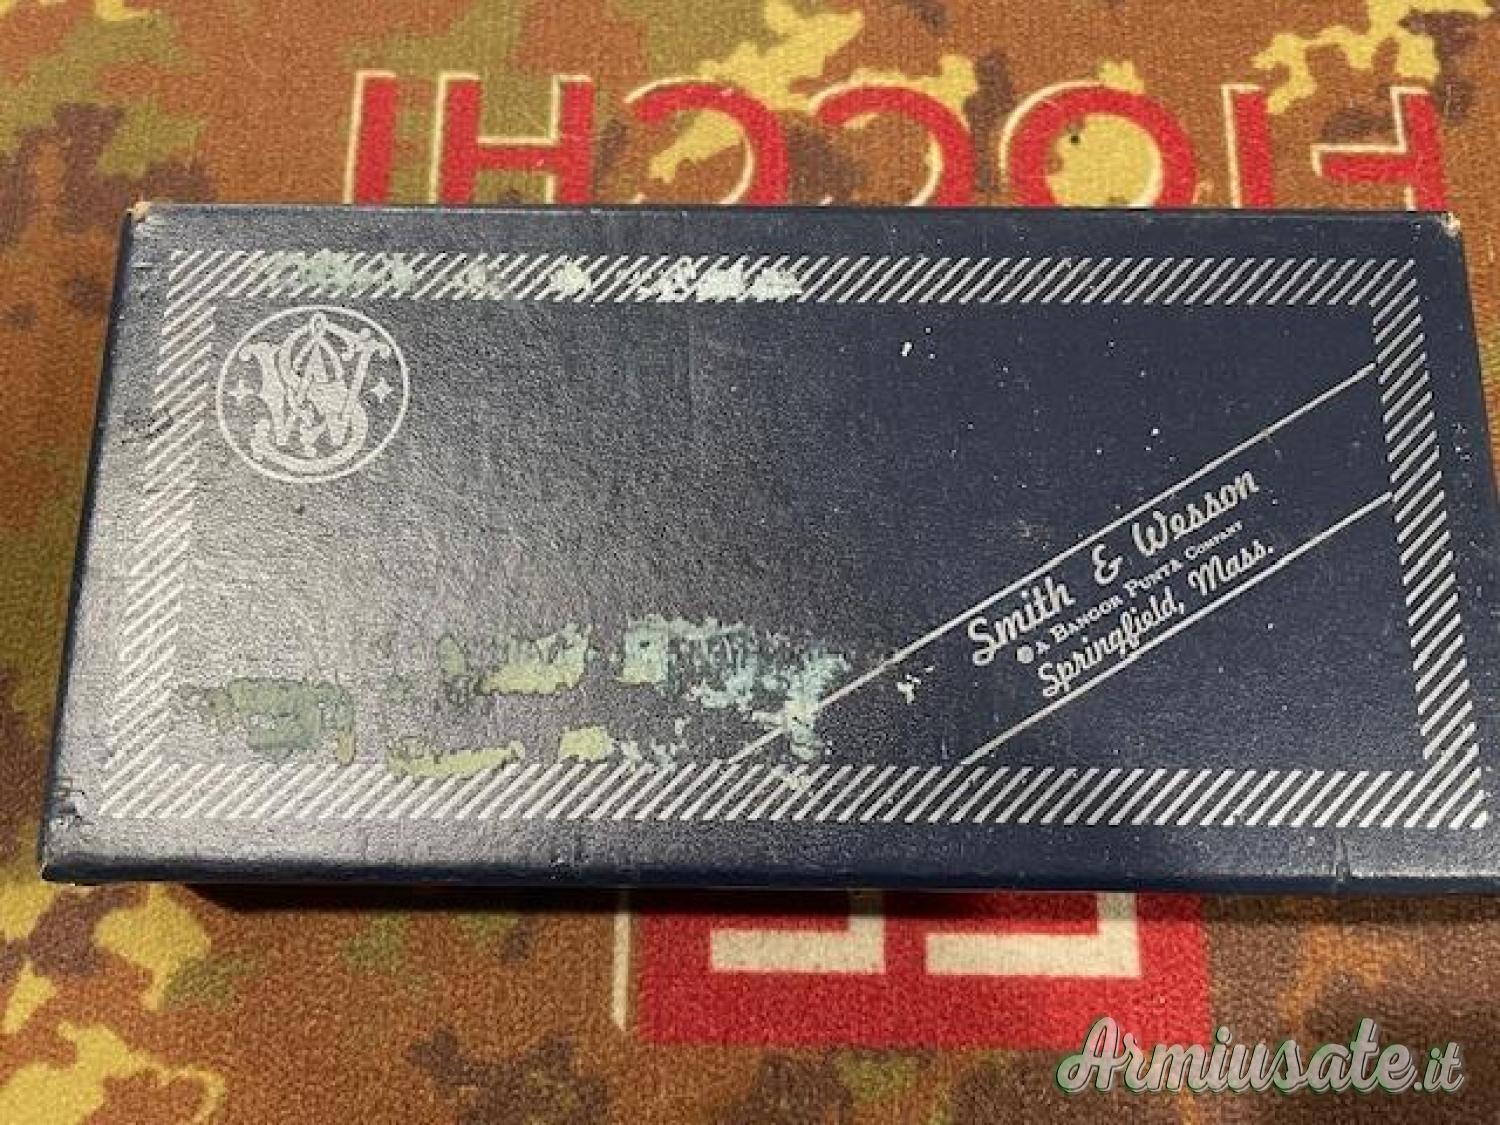 FIOCCHI
Smith & Wesson
A BANGOR PUNTA COMPANY
Springfield, Mass.
Armiusate.it